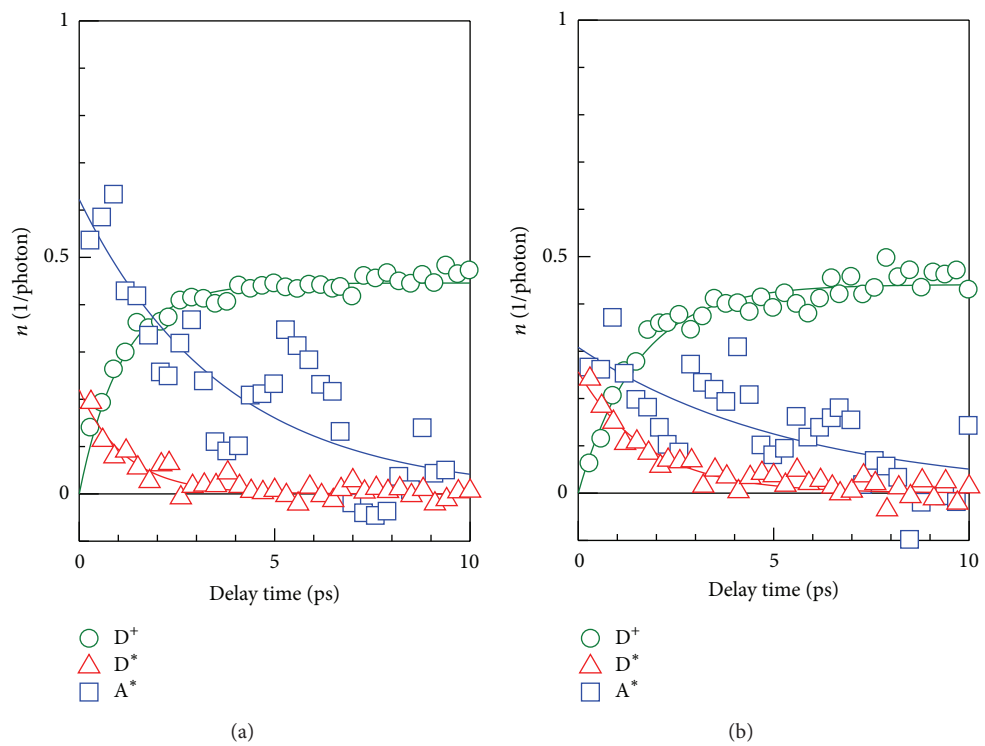 1
0.5
0
n (1/photon)
0 5 10
Delay time (ps)
D⁺
D*
A*
(a)
1
0.5
0
n (1/photon)
0 5 10
Delay time (ps)
D⁺
D*
A*
(b)